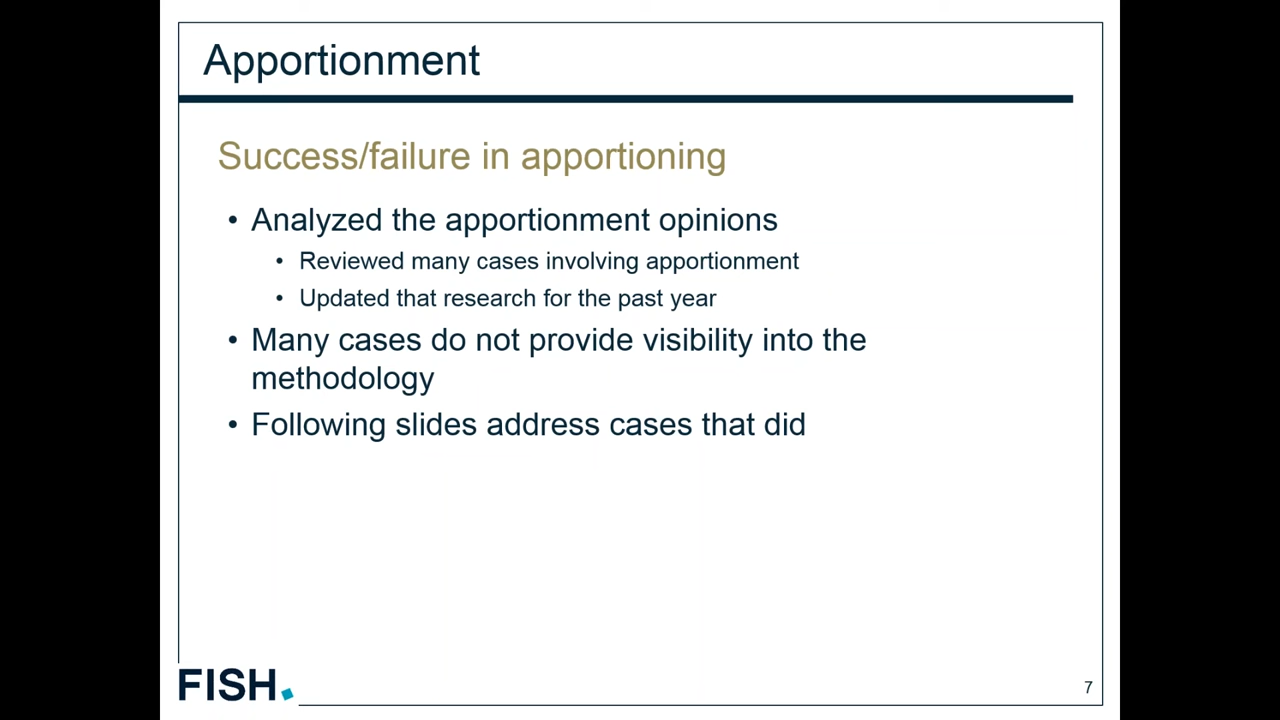 Apportionment
Success/failure in apportioning
• Analyzed the apportionment opinions
• Reviewed many cases involving apportionment
• Updated that research for the past year
• Many cases do not provide visibility into the
methodology
• Following slides address cases that did
FISH.
7